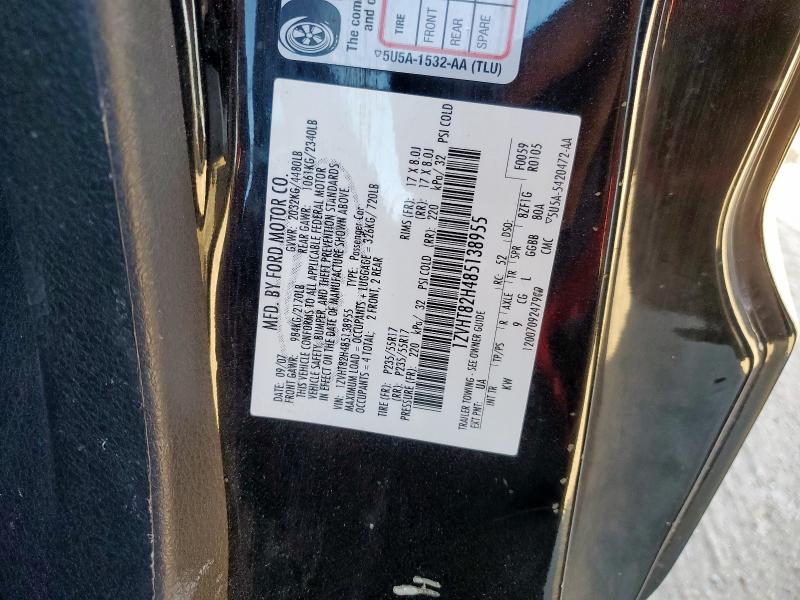 The com
and c
TIRE
FRONT
REAR
SPARE
5U5A-1532-AA (TLU)
MFD. BY FORD MOTOR CO.
DATE: 09/07 GVWR: 2032KG/4480LB
FRONT GAWR: 984KG/2170LB REAR GAWR: 1061KG/2340LB
THIS VEHICLE CONFORMS TO ALL APPLICABLE FEDERAL MOTOR
VEHICLE SAFETY, BUMPER, AND THEFT PREVENTION STANDARDS
IN EFFECT ON THE DATE OF MANUFACTURE SHOWN ABOVE.
VIN: 1ZVHT82H485138955 TYPE: Passenger Car
MAXIMUM LOAD = OCCUPANTS + LUGGAGE = 326KG/720LB
OCCUPANTS = 4 TOTAL: 2 FRONT, 2 REAR
TIRE (FR): P235/55R17 RIMS (FR): 17 X 8.0J
(RR): P235/55R17 (RR): 17 X 8.0J
PRESSURE (FR): 220 kPa/ 32 PSI COLD (RR): 220 kPa/ 32 PSI COLD
1ZVHT82H485138955
TRAILER TOWING - SEE OWNER GUIDE
EXT PNT: UA RC: 52 DSO: F0059
INT TR TP/PS R AXLE TR SPR 8ZF1G R0105
KW 9 CG L GGBB 80A
12007092479 CMC 5U5A-5420472-AA
H